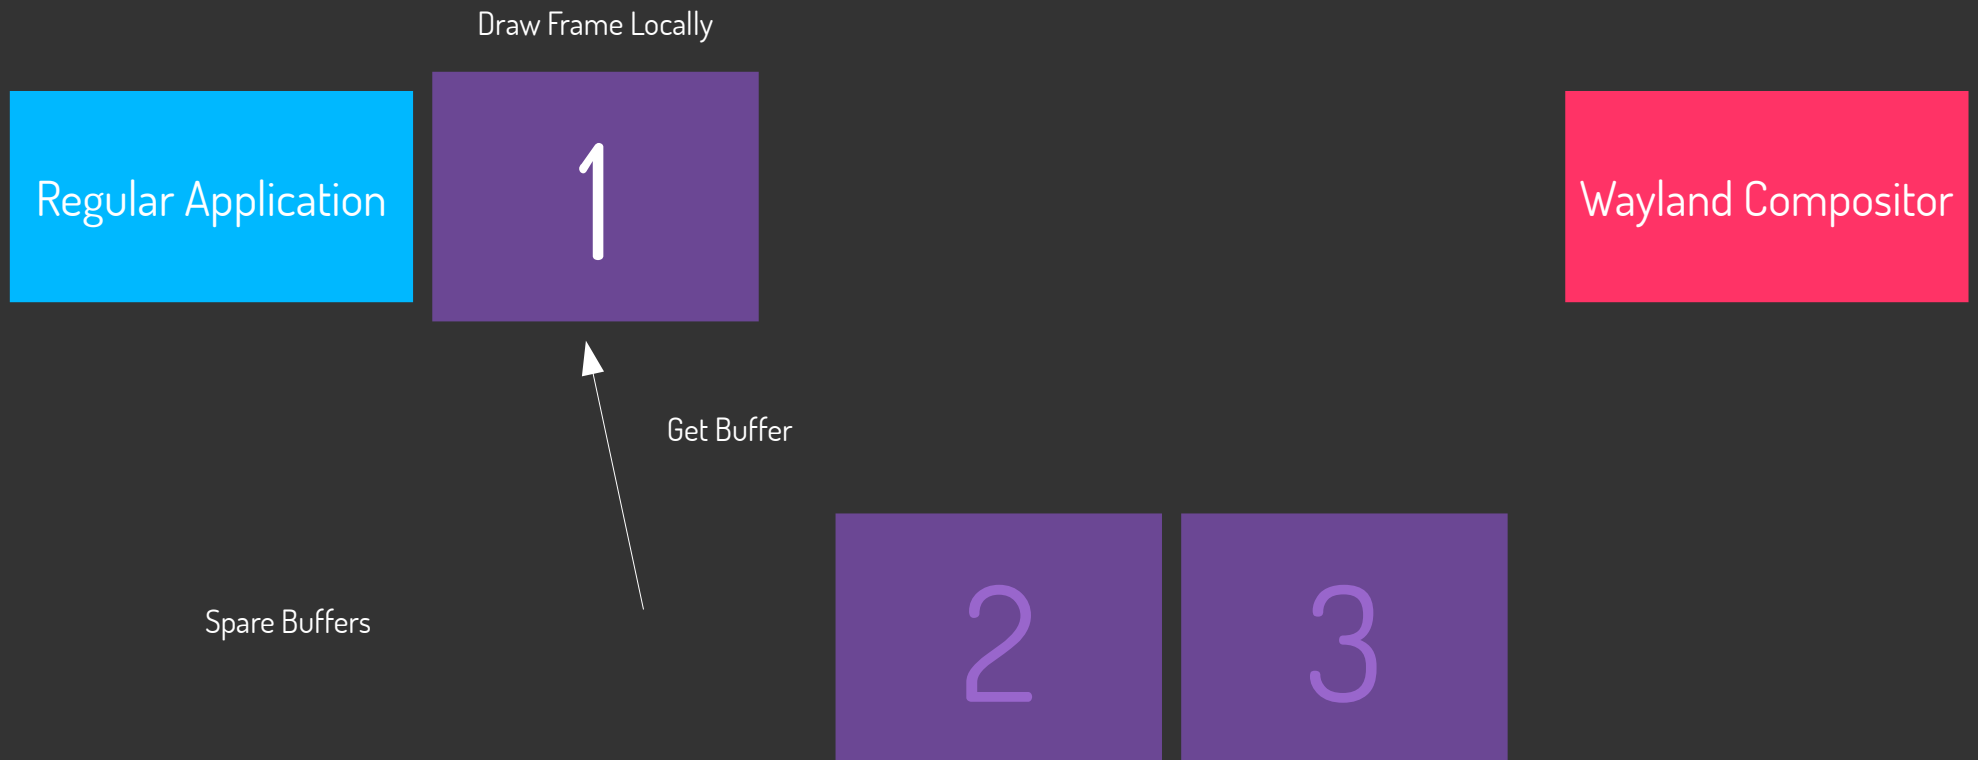 Draw Frame Locally
Regular Application
1
Wayland Compositor
Get Buffer
Spare Buffers
2
3